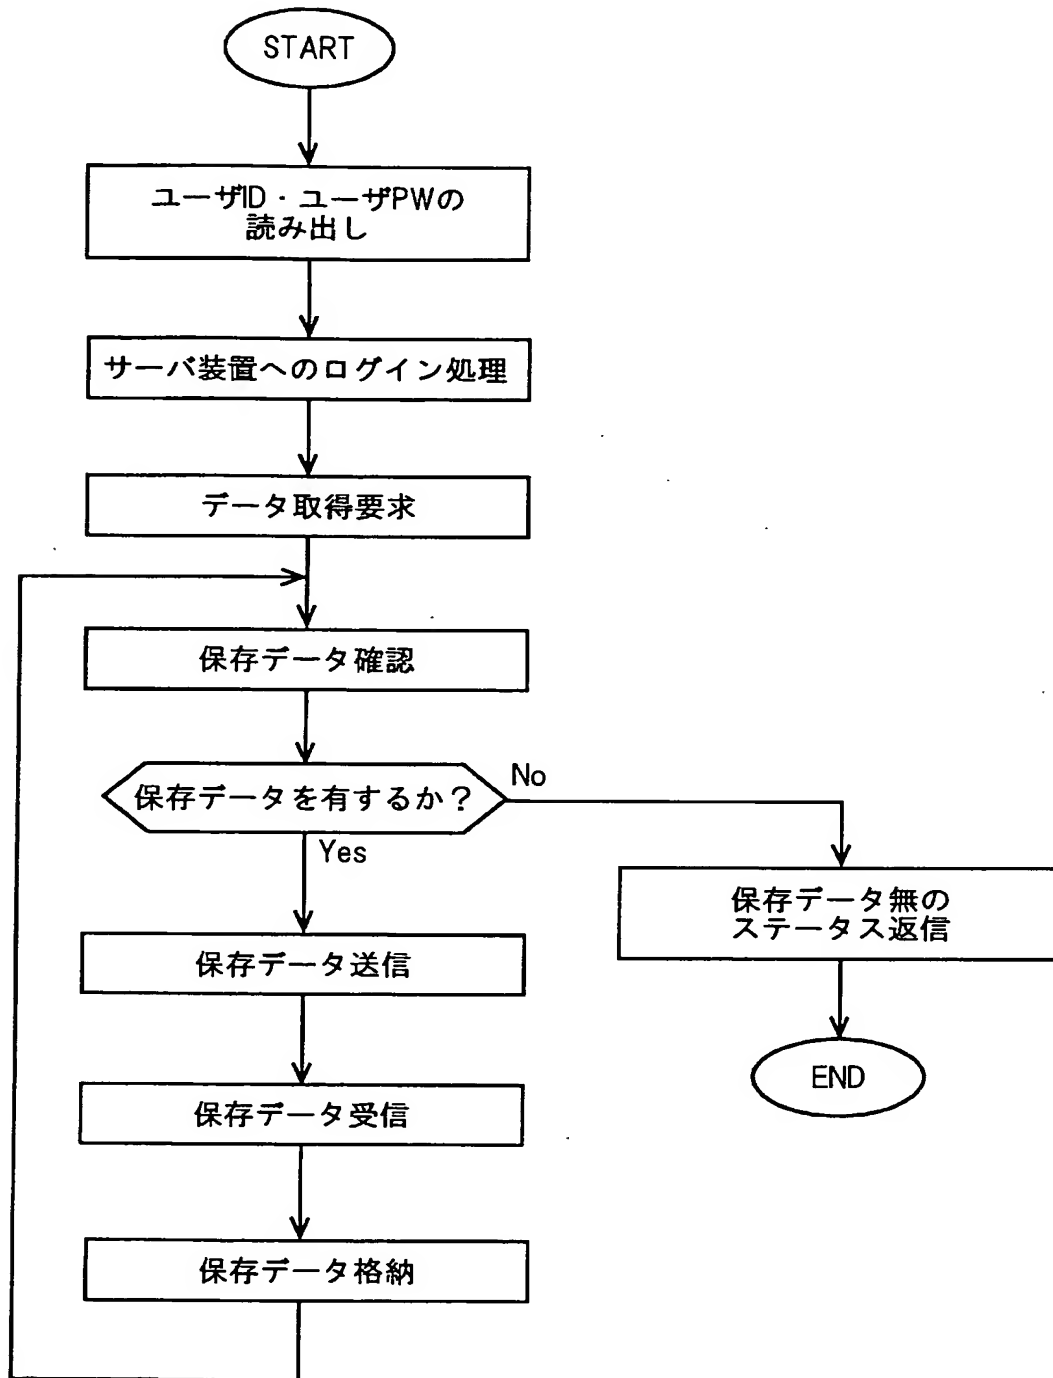 START
ユーザID・ユーザPWの
読み出し
サーバ装置へのログイン処理
データ取得要求
保存データ確認
保存データを有するか？
No
Yes
保存データ無の
ステータス返信
保存データ送信
END
保存データ受信
保存データ格納